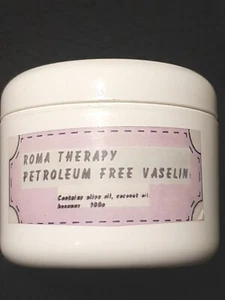 ROMA THERAPY
PETROLEUM FREE VASELIN
Contains olive oil, coconut oil.
beeswax 100g